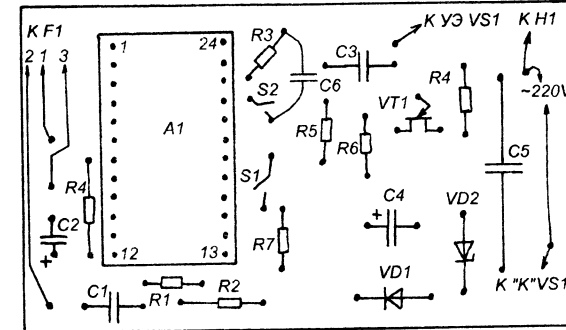 К F1
2 1 3
1
24
A1
12
13
R3
S2
C6
C3
К УЭ VS1
VT1
R4
К H1
~220V
R5
R6
S1
R4
C2
+
R7
C4
+
C5
VD2
VD1
C1
R1
R2
К "К" VS1